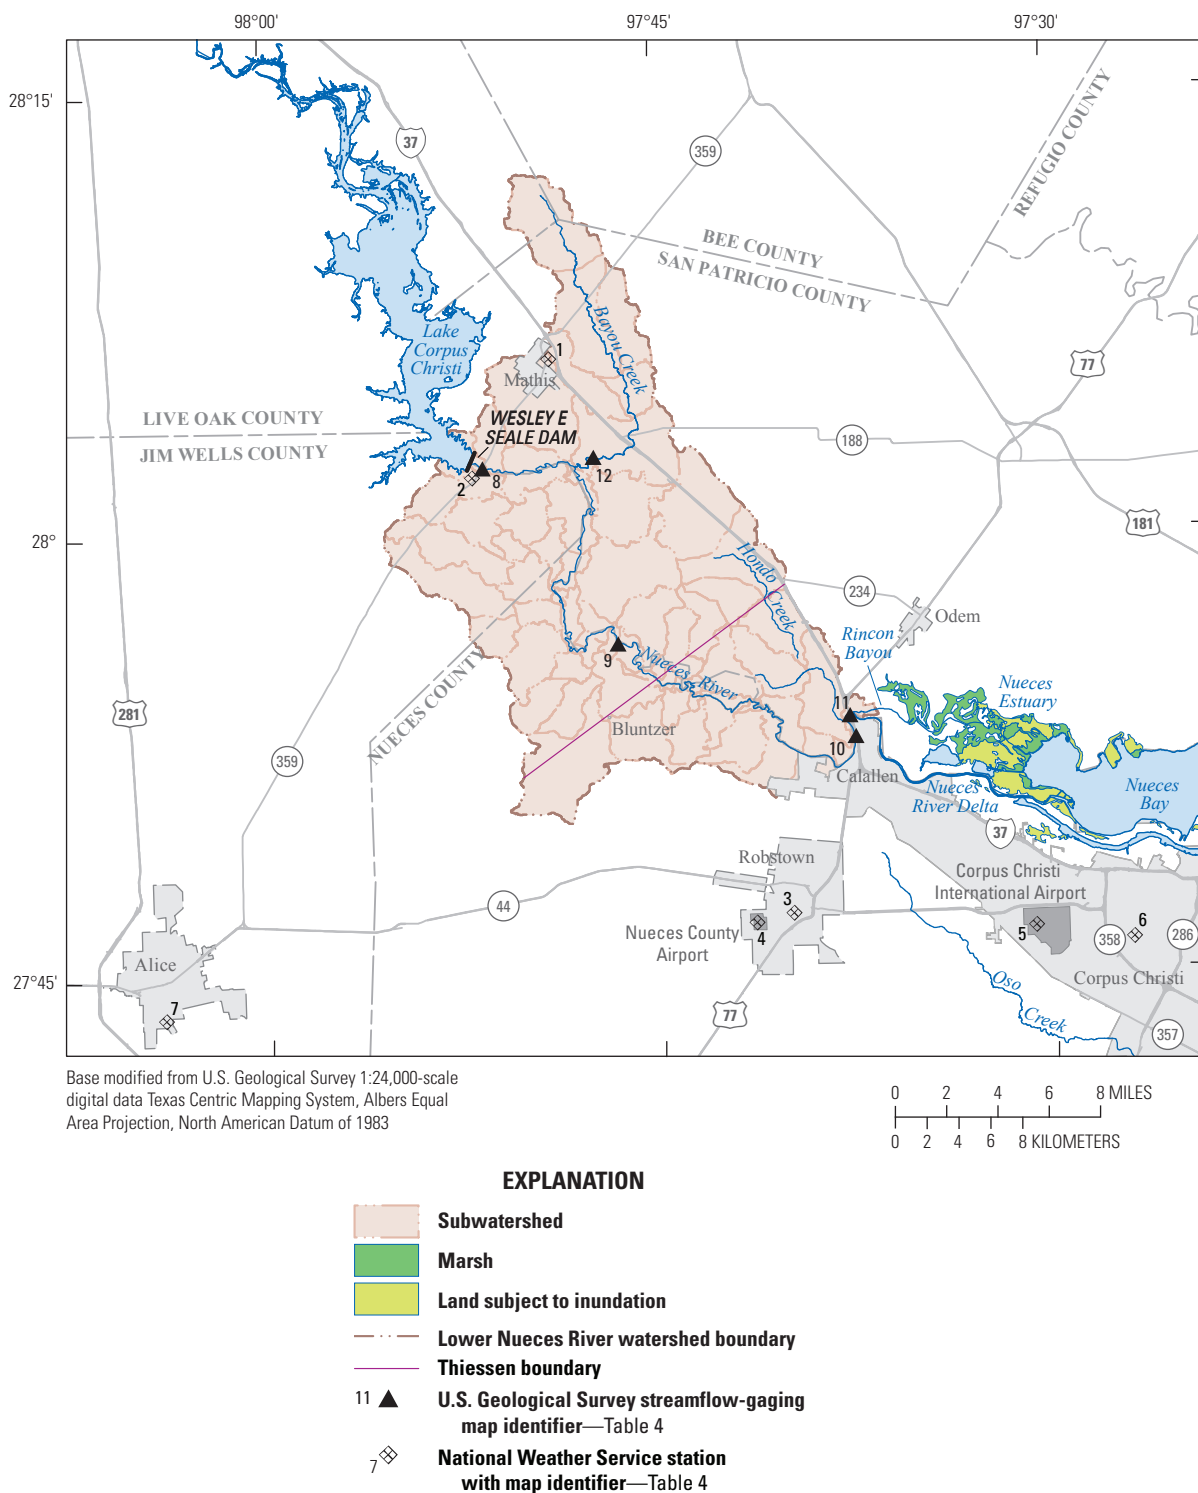 98°00'
97°45'
97°30'
28°15'
37
359
REFUGIO COUNTY
BEE COUNTY
SAN PATRICIO COUNTY
Bayou Creek
Lake
Corpus
Christi
1
Mathis
77
LIVE OAK COUNTY
JIM WELLS COUNTY
WESLEY E
SEALE DAM
188
2
8
12
181
28°
Hondo
Creek
234
Odem
Rincon
Bayou
9
Nueces River
NUECES COUNTY
Nueces
Estuary
281
11
Bluntzer
10
359
Calallen
Nueces
River Delta
Nueces
Bay
37
Robstown
Corpus Christi
International Airport
44
3
4
Nueces County
Airport
5
6
358
286
Alice
27°45'
Corpus Christi
7
Oso
Creek
77
357
Base modified from U.S. Geological Survey 1:24,000-scale
digital data Texas Centric Mapping System, Albers Equal
Area Projection, North American Datum of 1983
0 2 4 6 8 MILES
0 2 4 6 8 KILOMETERS
EXPLANATION
Subwatershed
Marsh
Land subject to inundation
Lower Nueces River watershed boundary
Thiessen boundary
11 U.S. Geological Survey streamflow-gaging
map identifier—Table 4
7 National Weather Service station
with map identifier—Table 4